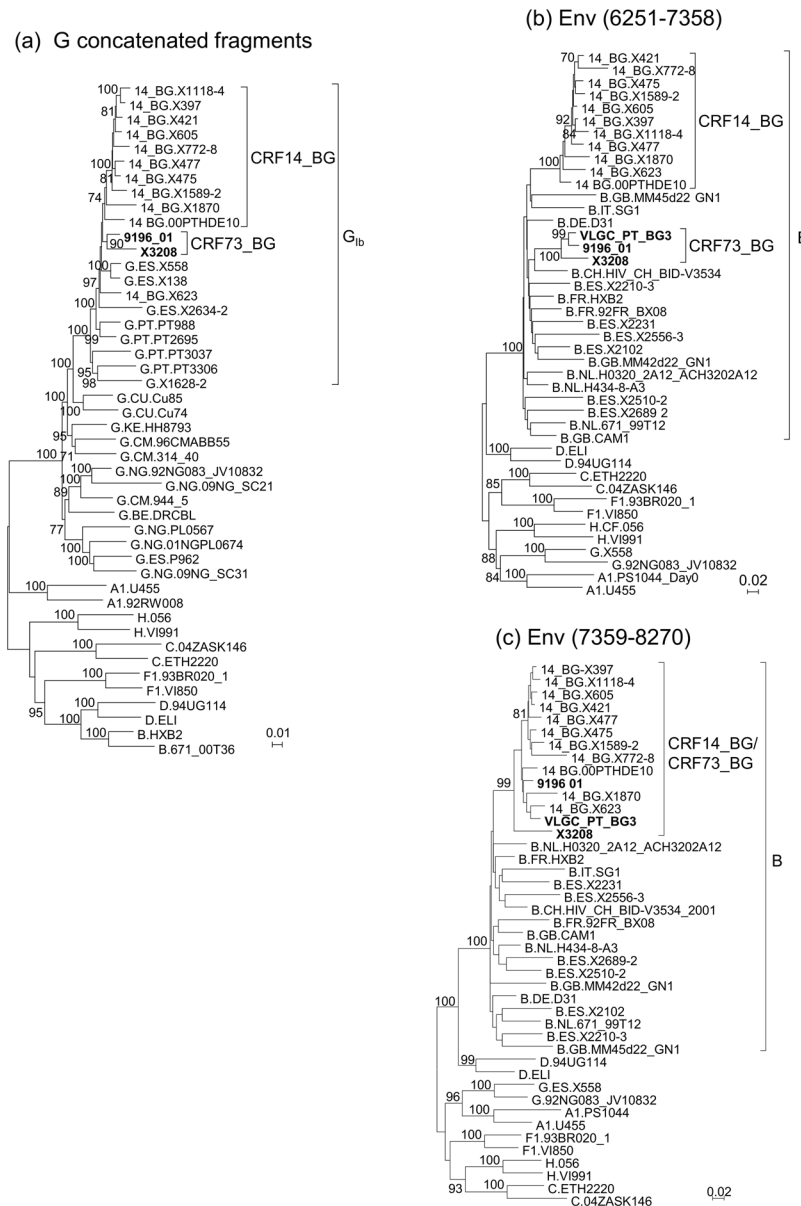 (a) G concatenated fragments
100
14_BG.X1118-4
81
14_BG.X397
14_BG.X421
14_BG.X605
14_BG.X772-8
100
14_BG.X477
81
14_BG.X475
74
14_BG.X1589-2
14_BG.X1870
14 BG.00PTHDE10
CRF14_BG
9196_01
90
X3208
CRF73_BG
100
G.ES.X558
G.ES.X138
97
14_BG.X623
G.ES.X2634-2
100
G.PT.PT988
99
G.PT.PT2695
G.PT.PT3037
95
G.PT.PT3306
98
G.X1628-2
GIb
100
100
G.CU.Cu85
100
G.CU.Cu74
G.KE.HH8793
95
G.CM.96CMABB55
100
71
G.CM.314_40
100
G.NG.92NG083_JV10832
100
G.NG.09NG_SC21
89
G.CM.944_5
G.BE.DRCBL
77
G.NG.PL0567
100
G.NG.01NGPL0674
100
G.ES.P962
G.NG.09NG_SC31
100
A1.U455
A1.92RW008
100
H.056
H.VI991
100
C.04ZASK146
C.ETH2220
100
F1.93BR020_1
F1.VI850
95
100
D.94UG114
100
D.ELI
100
B.HXB2
B.671_00T36
0.01
(b) Env (6251-7358)
70
14_BG.X421
14_BG.X772-8
14_BG.X475
14_BG.X1589-2
14_BG.X605
92
14_BG.X397
84
14_BG.X1118-4
14_BG.X477
14_BG.X1870
100
14_BG.X623
14 BG.00PTHDE10
CRF14_BG
B.GB.MM45d22_GN1
B.IT.SG1
B.DE.D31
99
VLGC_PT_BG3
9196_01
100
X3208
CRF73_BG
B.CH.HIV_CH_BID-V3534
B.ES.X2210-3
B.FR.HXB2
B.FR.92FR_BX08
B.ES.X2231
B.ES.X2556-3
100
B.ES.X2102
B.GB.MM42d22_GN1
B.NL.H0320_2A12_ACH3202A12
B.NL.H434-8-A3
B.ES.X2510-2
B.ES.X2689 2
B.NL.671_99T12
B.GB.CAM1
100
D.ELI
D.94UG114
100
C.ETH2220
85
C.04ZASK146
100
F1.93BR020_1
F1.VI850
100
H.CF.056
H.VI991
88
100
G.X558
G.92NG083_JV10832
84
100
A1.PS1044_Day0
A1.U455
0.02
(c) Env (7359-8270)
14_BG-X397
14_BG.X1118-4
14_BG.X605
81
14_BG.X421
14_BG.X477
14_BG.X475
14_BG.X1589-2
14_BG.X772-8
14 BG.00PTHDE10
9196 01
99
14_BG.X1870
14_BG.X623
VLGC_PT_BG3
X3208
CRF14_BG/
CRF73_BG
B.NL.H0320_2A12_ACH3202A12
B.FR.HXB2
B
B.IT.SG1
B.ES.X2231
B.ES.X2556-3
B.CH.HIV_CH_BID-V3534_2001
B.FR.92FR_BX08
B.GB.CAM1
100
B.NL.H434-8-A3
B.ES.X2689-2
B.ES.X2510-2
B.GB.MM42d22_GN1
100
B.DE.D31
B.ES.X2102
B.NL.671_99T12
B.ES.X2210-3
B.GB.MM45d22_GN1
99
D.94UG114
D.ELI
100
G.ES.X558
96
G.92NG083_JV10832
100
A1.PS1044
A1.U455
100
F1.93BR020_1
F1.VI850
100
H.056
H.VI991
93
100
C.ETH2220
C.04ZASK146
0.02